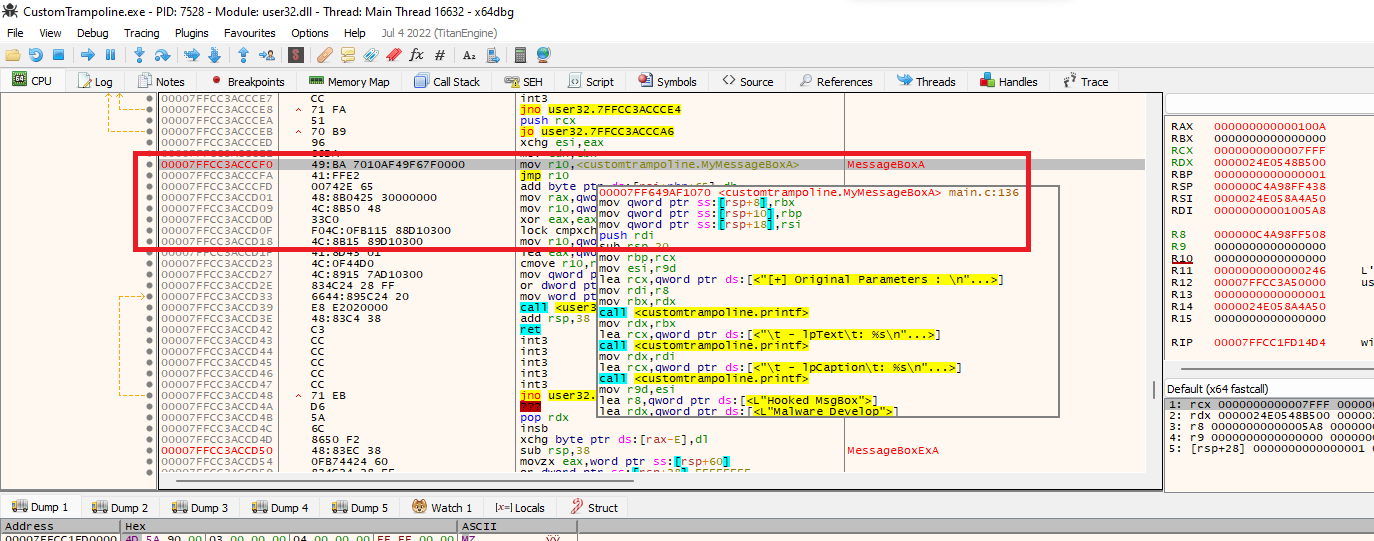 CustomTrampoline.exe - PID: 7528 - Module: user32.dll - Thread: Main Thread 16632 - x64dbg
File View Debug Tracing Plugins Favourites Options Help Jul 4 2022 (TitanEngine)
CPU Log Notes Breakpoints Memory Map Call Stack SEH Script Symbols Source References Threads Handles Trace
00007FFCC3ACCCE7 CC int3
00007FFCC3ACCCE8 71 FA jno user32.7FFCC3ACCCE4
00007FFCC3ACCCEA 51 push rcx
00007FFCC3ACCCEB 70 B9 jo user32.7FFCC3ACCCA6
00007FFCC3ACCCED 96 xchg esi,eax
00007FFCC3ACCCF0 49:BA 7010AF49F67F0000 mov r10,<customtrampoline.MyMessageBoxA> MessageBoxA
00007FFCC3ACCCFA 41:FFE2 jmp r10
00007FFCC3ACCCFD 00742E 65 add byte ptr
00007FFCC3ACCD01 48:8B0425 30000000 mov rax,
00007FFCC3ACCD09 4C:8B50 48 mov r10,
00007FFCC3ACCD0D 33C0 xor eax,eax
00007FFCC3ACCD0F F04C:0FB115 88D10300 lock cmpxch
00007FFCC3ACCD18 4C:8B15 89D10300 mov r10,
00007FFCC3ACCD1F 41:8D43 01 lea eax,
00007FFCC3ACCD23 4C:0F44D0 cmove r10,r
00007FFCC3ACCD27 4C:8915 7AD10300 mov qword p
00007FFCC3ACCD2E 834C24 28 FF or dword pt
00007FFCC3ACCD33 6644:895C24 20 mov word pt
00007FFCC3ACCD39 E8 E2020000 call <user3
00007FFCC3ACCD3E 48:83C4 38 add rsp,38
00007FFCC3ACCD42 C3 ret
00007FFCC3ACCD43 CC int3
00007FFCC3ACCD44 CC int3
00007FFCC3ACCD45 CC int3
00007FFCC3ACCD46 CC int3
00007FFCC3ACCD47 CC int3
00007FFCC3ACCD48 71 EB jno user32.
00007FFCC3ACCD4A D6 ???
00007FFCC3ACCD4B 5A pop rdx
00007FFCC3ACCD4C 6C insb
00007FFCC3ACCD4D 8650 F2 xchg byte ptr ds:[rax-E],dl
00007FFCC3ACCD50 48:83EC 38 sub rsp,38 MessageBoxExA
00007FFCC3ACCD54 0FB74424 60 movzx eax,word ptr ss:[rsp+60]
00007FF649AF1070 <customtrampoline.MyMessageBoxA> main.c:136
mov qword ptr ss:[rsp+8],rbx
mov qword ptr ss:[rsp+10],rbp
mov qword ptr ss:[rsp+18],rsi
push rdi
sub rsp,20
mov rbp,rcx
mov esi,r9d
lea rcx,qword ptr ds:[<"[+] Original Parameters : \n"...>]
mov rdi,r8
mov rbx,rdx
call <customtrampoline.printf>
mov rdx,rbx
lea rcx,qword ptr ds:[<"\t - lpText\t: %s\n"...>]
call <customtrampoline.printf>
mov rdx,rdi
lea rcx,qword ptr ds:[<"\t - lpCaption\t: %s\n"...>]
call <customtrampoline.printf>
mov r9d,esi
lea r8,qword ptr ds:[<L"Hooked MsgBox">]
lea rdx,qword ptr ds:[<L"Malware Develop">]
RAX 000000000000100A
RBX 0000000000000000
RCX 0000000000007FFF
RDX 0000024E0548B500
RBP 0000000000000001
RSP 000000C4A98FF438
RSI 0000024E058A4A50
RDI 00000000001005A8
R8 000000C4A98FF508
R9 0000000000000000
R10 0000000000000000
R11 0000000000000246 L'
R12 00007FFCC3A50000 us
R13 0000000000000001
R14 0000024E058A4A50
R15 0000000000000000
RIP 00007FFCC1FD14D4 wi
Default (x64 fastcall)
1: rcx 0000000000007FFF 00000
2: rdx 0000024E0548B500 00000
3: r8 00000000000005A8 00000
4: r9 0000000000000000 00000
5: [rsp+28] 0000000000000001 0
Dump 1 Dump 2 Dump 3 Dump 4 Dump 5 Watch 1 [x=] Locals Struct
Address Hex ASCII
00007FFCC1FD0000 4D 5A 90 00 03 00 00 00 04 00 00 00 FF FF 00 00 MZ ÿÿ